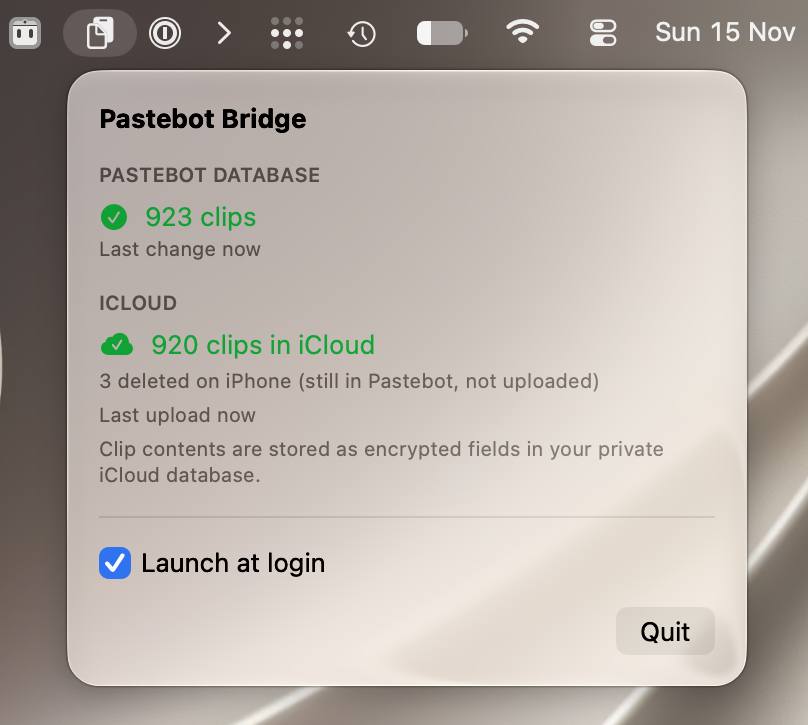 Sun 15 Nov
Pastebot Bridge
PASTEBOT DATABASE
923 clips
Last change now
ICLOUD
920 clips in iCloud
3 deleted on iPhone (still in Pastebot, not uploaded)
Last upload now
Clip contents are stored as encrypted fields in your private
iCloud database.
Launch at login
Quit